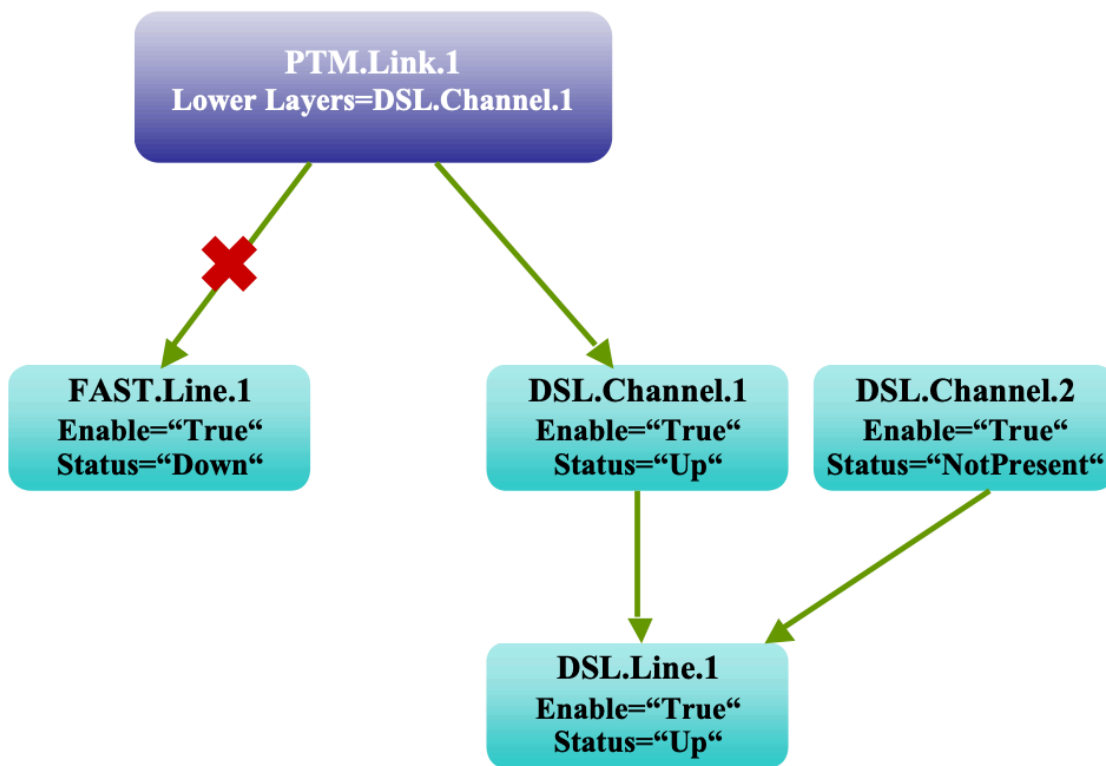 PTM.Link.1
Lower Layers=DSL.Channel.1
FAST.Line.1
Enable=“True“
Status=“Down“
DSL.Channel.1
Enable=“True“
Status=“Up“
DSL.Channel.2
Enable=“True“
Status=“NotPresent“
DSL.Line.1
Enable=“True“
Status=“Up“